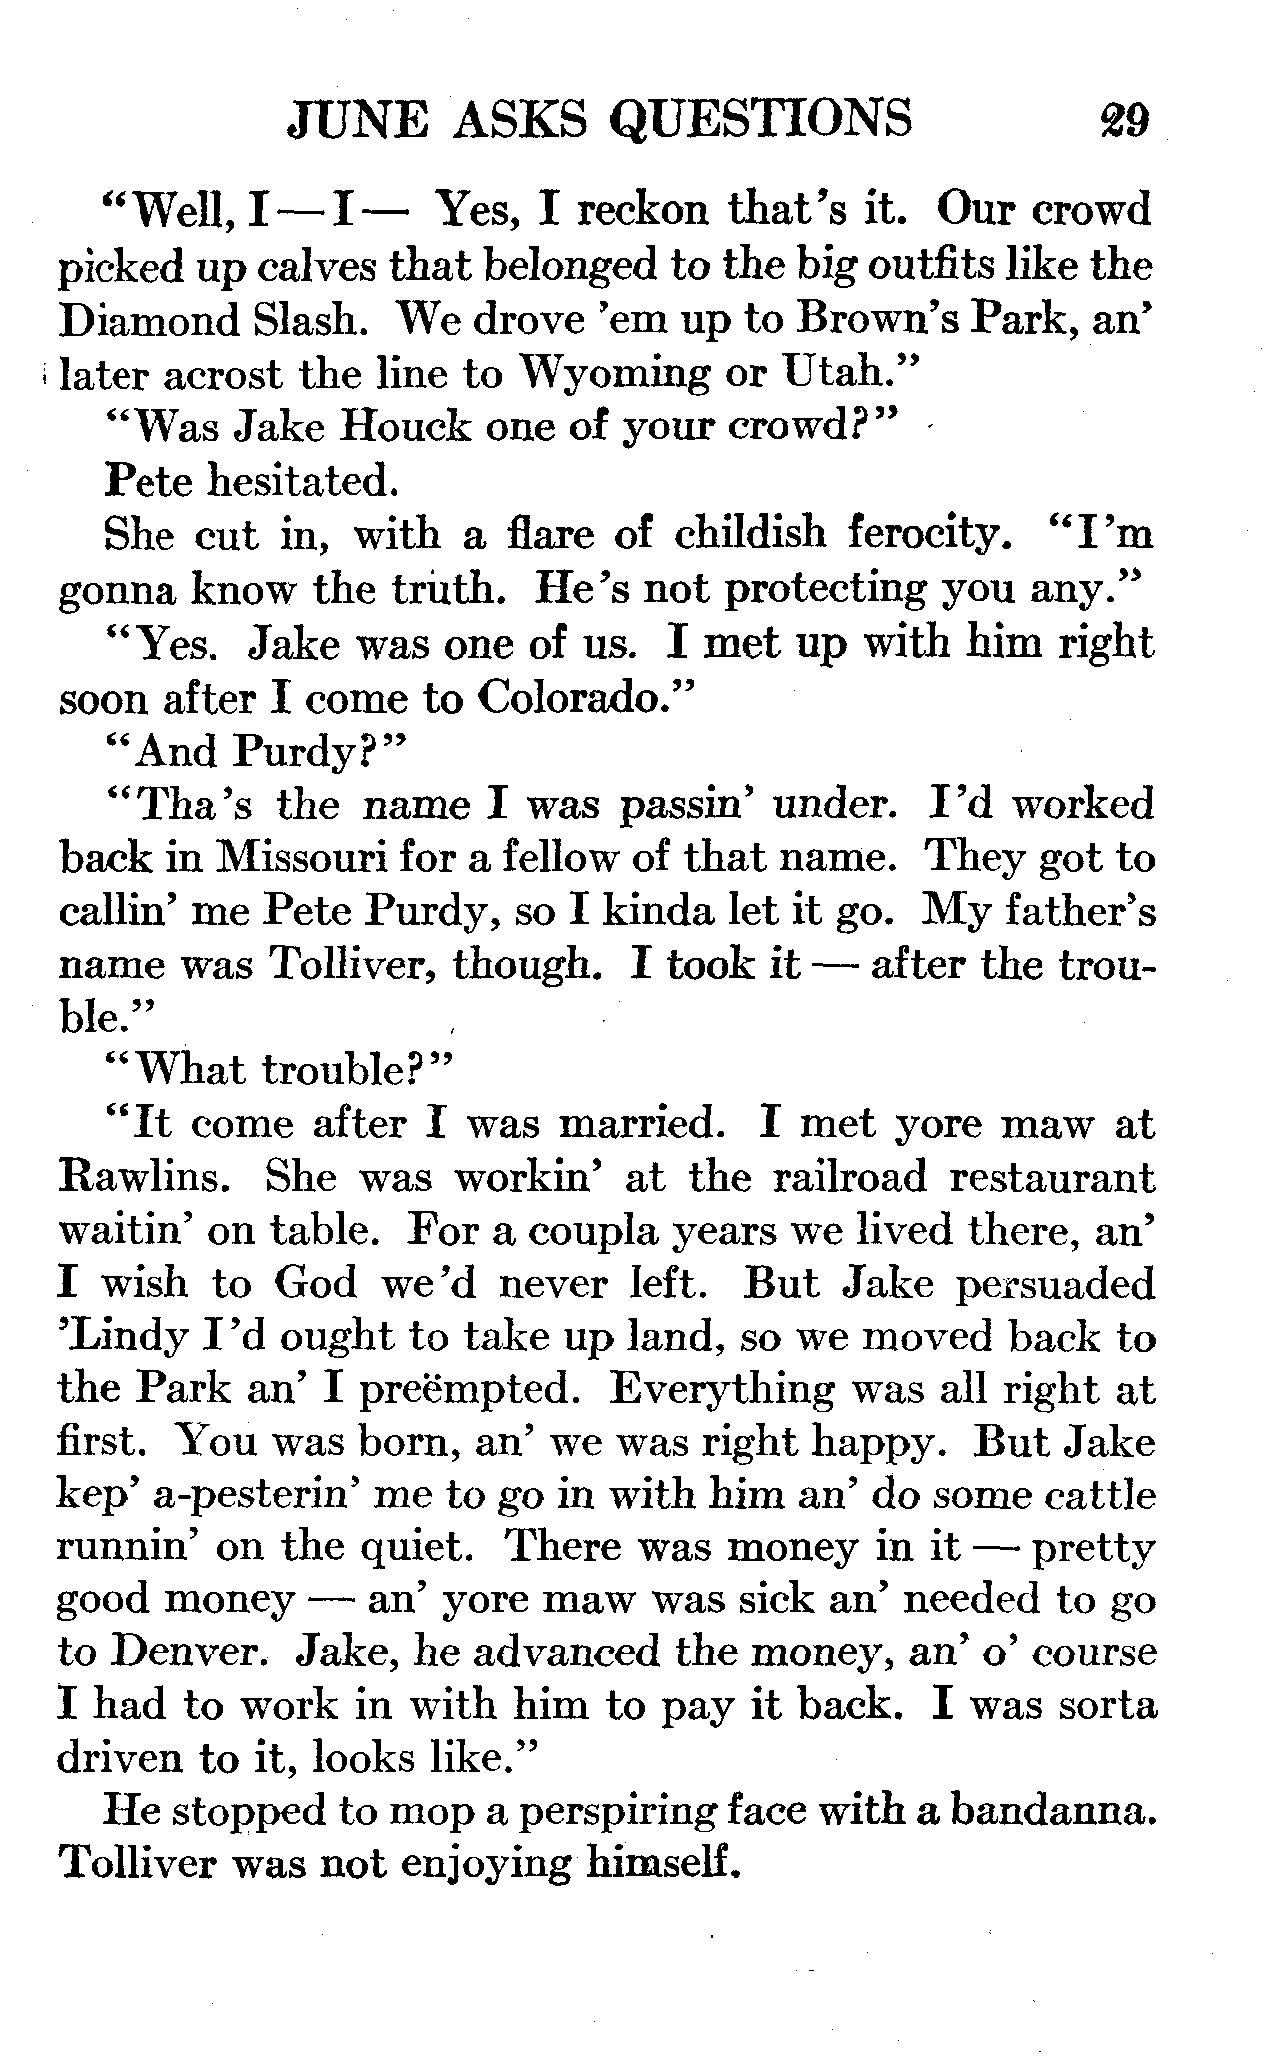 JUNE ASKS QUESTIONS 29
“Well, I—I— Yes, I reckon that’s it. Our crowd
picked up calves that belonged to the big outfits like the
Diamond Slash. We drove ’em up to Brown’s Park, an’
later acrost the line to Wyoming or Utah.”
“Was Jake Houck one of your crowd?”
Pete hesitated.
She cut in, with a flare of childish ferocity. “I’m
gonna know the truth. He’s not protecting you any.”
“Yes. Jake was one of us. I met up with him right
soon after I come to Colorado.”
“And Purdy?”
“Tha’s the name I was passin’ under. I’d worked
back in Missouri for a fellow of that name. They got to
callin’ me Pete Purdy, so I kinda let it go. My father’s
name was Tolliver, though. I took it — after the trou-
ble.”
“What trouble?”
“It come after I was married. I met yore maw at
Rawlins. She was workin’ at the railroad restaurant
waitin’ on table. For a coupla years we lived there, an’
I wish to God we’d never left. But Jake persuaded
’Lindy I’d ought to take up land, so we moved back to
the Park an’ I preëmpted. Everything was all right at
first. You was born, an’ we was right happy. But Jake
kep’ a-pesterin’ me to go in with him an’ do some cattle
runnin’ on the quiet. There was money in it — pretty
good money — an’ yore maw was sick an’ needed to go
to Denver. Jake, he advanced the money, an’ o’ course
I had to work in with him to pay it back. I was sorta
driven to it, looks like.”
He stopped to mop a perspiring face with a bandanna.
Tolliver was not enjoying himself.